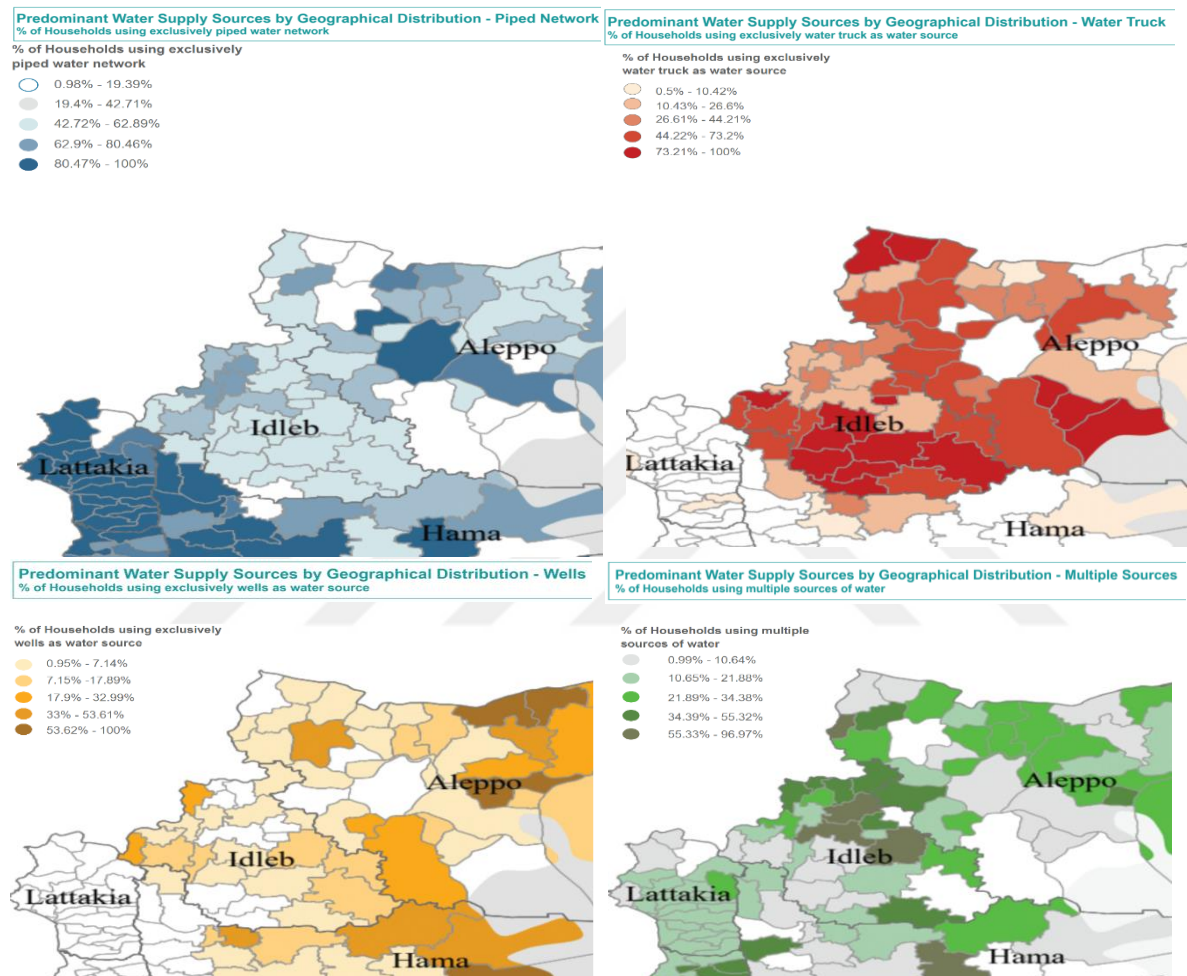 Predominant Water Supply Sources by Geographical Distribution - Piped Network
% of Households using exclusively piped water network
% of Households using exclusively
piped water network
0.98% - 19.39%
19.4% - 42.71%
42.72% - 62.89%
62.9% - 80.46%
80.47% - 100%
Aleppo
Idleb
Lattakia
Hama
Predominant Water Supply Sources by Geographical Distribution - Water Truck
% of Households using exclusively water truck as water source
% of Households using exclusively
water truck as water source
0.5% - 10.42%
10.43% - 26.6%
26.61% - 44.21%
44.22% - 73.2%
73.21% - 100%
Aleppo
Idleb
Lattakia
Hama
Predominant Water Supply Sources by Geographical Distribution - Wells
% of Households using exclusively wells as water source
% of Households using exclusively
wells as water source
0.95% - 7.14%
7.15% -17.89%
17.9% - 32.99%
33% - 53.61%
53.62% - 100%
Aleppo
Idleb
Lattakia
Hama
Predominant Water Supply Sources by Geographical Distribution - Multiple Sources
% of Households using multiple sources of water
% of Households using multiple
sources of water
0.99% - 10.64%
10.65% - 21.88%
21.89% - 34.38%
34.39% - 55.32%
55.33% - 96.97%
Aleppo
Idleb
Lattakia
Hama